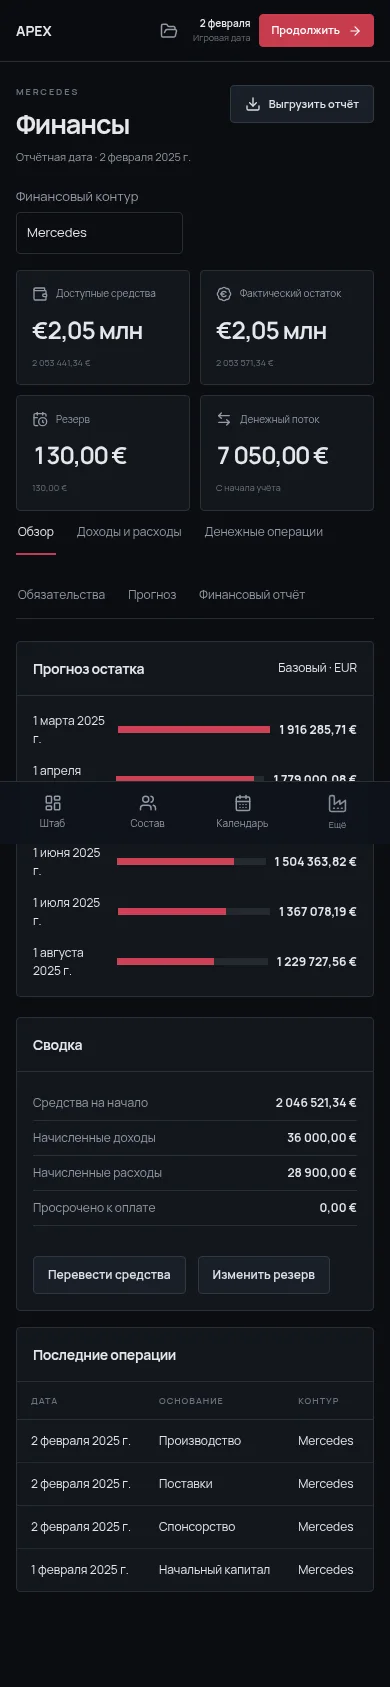 APEX
2 февраля
Игровая дата
Продолжить
MERCEDES
Финансы
Выгрузить отчёт
Отчётная дата · 2 февраля 2025 г.
Финансовый контур
Mercedes
Доступные средства
€2,05 млн
2 053 441,34 €
Фактический остаток
€2,05 млн
2 053 571,34 €
Резерв
130,00 €
130,00 €
Денежный поток
7 050,00 €
С начала учёта
Обзор
Доходы и расходы
Денежные операции
Обязательства
Прогноз
Финансовый отчёт
Прогноз остатка
Базовый · EUR
1 марта 2025
г.
1 916 285,71 €
1 апреля
1 779 000,08 €
Штаб
Состав
Календарь
Ещё
1 июня 2025
г.
1 504 363,82 €
1 июля 2025
г.
1 367 078,19 €
1 августа
2025 г.
1 229 727,56 €
Сводка
Средства на начало
2 046 521,34 €
Начисленные доходы
36 000,00 €
Начисленные расходы
28 900,00 €
Просрочено к оплате
0,00 €
Перевести средства
Изменить резерв
Последние операции
ДАТА
ОСНОВАНИЕ
КОНТУР
2 февраля 2025 г.
Производство
Mercedes
2 февраля 2025 г.
Поставки
Mercedes
2 февраля 2025 г.
Спонсорство
Mercedes
1 февраля 2025 г.
Начальный капитал
Mercedes